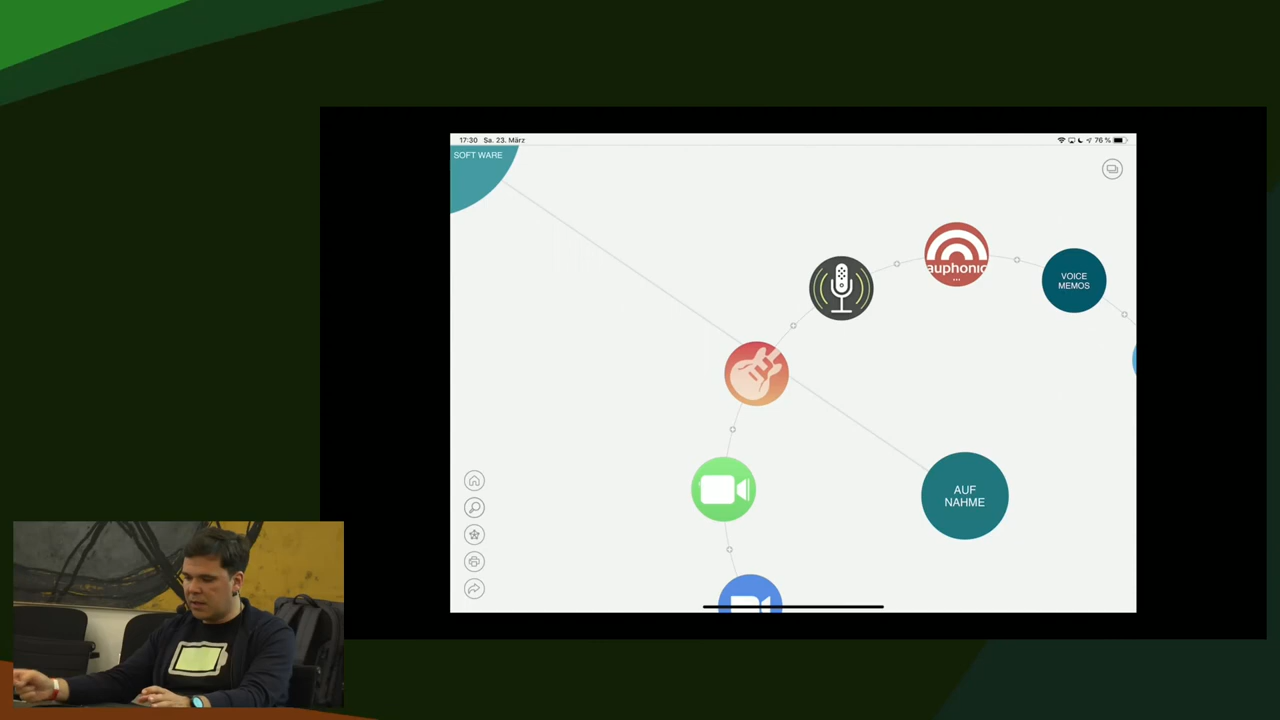 17:30 Sa. 23. März
76 %
SOFT WARE
auphonic
...
VOICE
MEMOS
AUF
NAHME